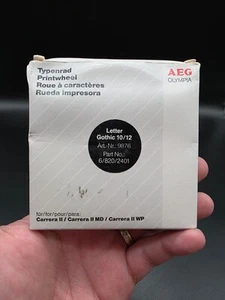 Typenrad
Printwheel
Roue à caractères
Rueda impresora
AEG
OLYMPIA
Letter
Gothic 10/12
Art.-Nr.: 9876
Part No.:
6/820/2401
für/for/pour/para:
Carrera II / Carrera II MD / Carrera II WP